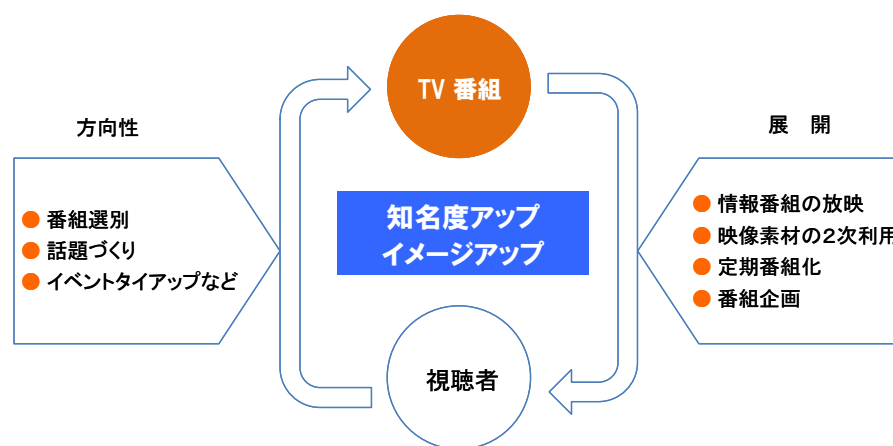 TV 番組
方向性
展　開
番組選別
話題づくり
イベントタイアップなど
知名度アップ
イメージアップ
情報番組の放映
映像素材の２次利用
定期番組化
番組企画
視聴者